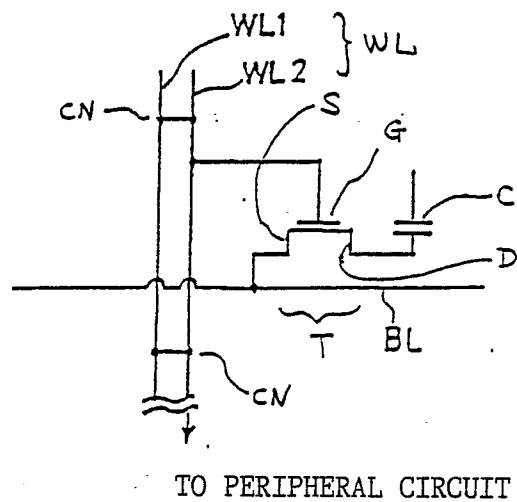 WL1
} WL
WL2
CN
S
G
C
D
T
BL
CN
TO PERIPHERAL CIRCUIT